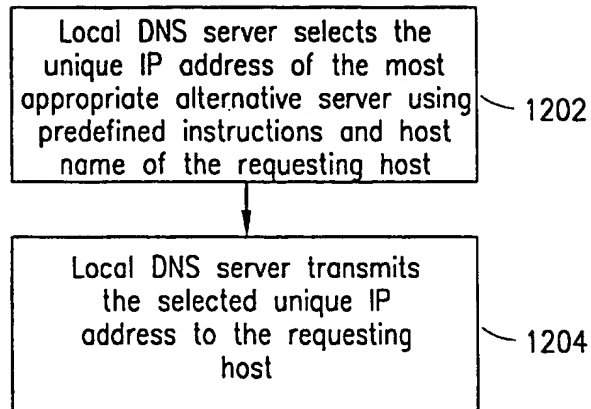 Local DNS server selects the
unique IP address of the most
appropriate alternative server using
predefined instructions and host
name of the requesting host
1202
Local DNS server transmits
the selected unique IP
address to the requesting
host
1204